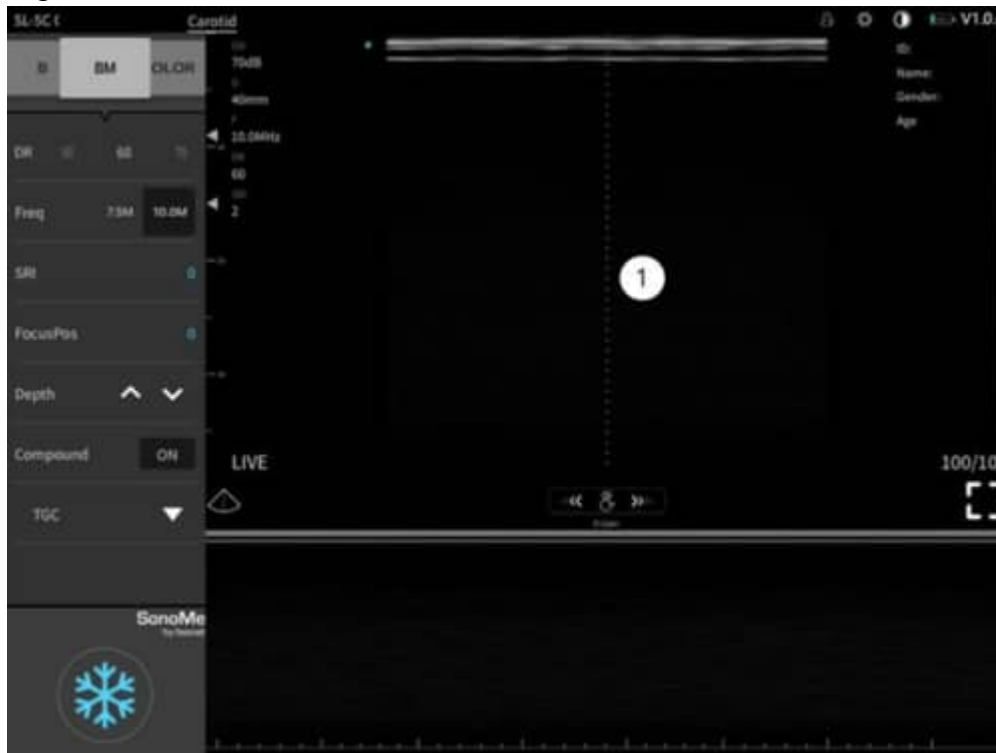 SL-5C
Carotid
V1.0.
B BM OLOR
70dB
40mm
10.0MHz
60
2
ID:
Name:
Gender:
Age
DR 60
Freq 7.5M 10.0M
SRI 0
FocusPos 0
Depth
Compound ON
TGC
1
LIVE
100/10
SonoMe